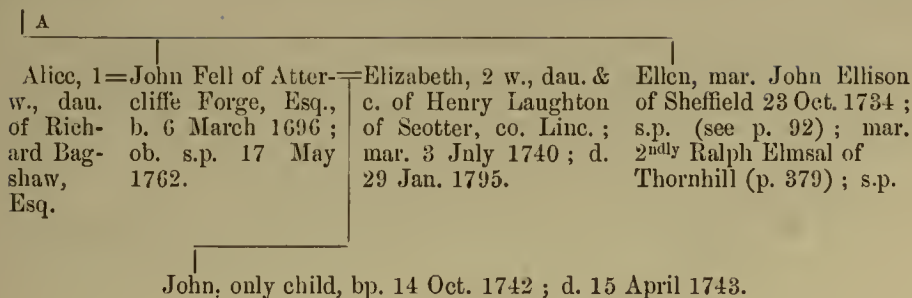 A
Alice, 1
w., dau.
of Rich-
ard Bag-
shaw,
Esq.
=John Fell of Atter-
cliffe Forge, Esq.,
b. 6 March 1696 ;
ob. s.p. 17 May
1762.
=Elizabeth, 2 w., dau. &
c. of Henry Laughton
of Scotter, co. Linc. ;
mar. 3 July 1740 ; d.
29 Jan. 1795.
Ellen, mar. John Ellison
of Sheffield 23 Oct. 1734 ;
s.p. (see p. 92) ; mar.
2ndly Ralph Elmsal of
Thornhill (p. 379) ; s.p.
John, only child, bp. 14 Oct. 1742 ; d. 15 April 1743.